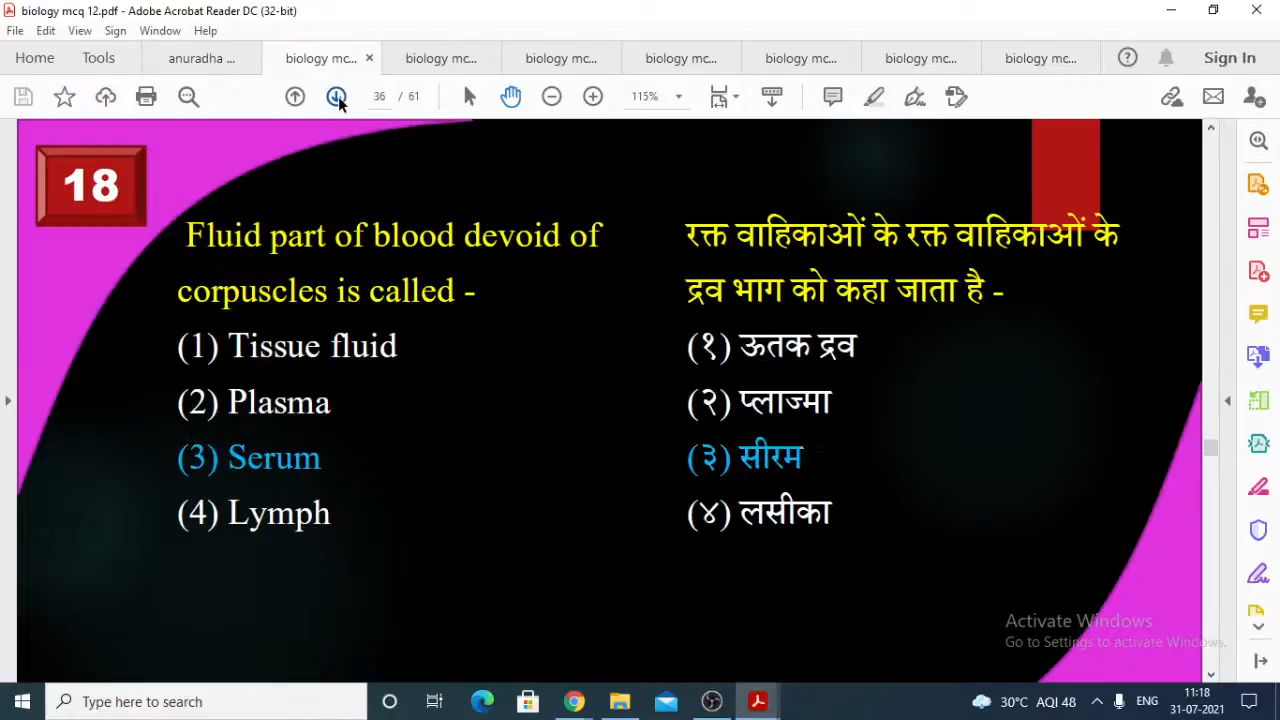 biology mcq 12.pdf - Adobe Acrobat Reader DC (32-bit)
File Edit View Sign Window Help
Home Tools anuradha ... biology mc... × biology mc... biology mc... biology mc... biology mc... biology mc... biology mc... Sign In
36 / 61 115%
18
Fluid part of blood devoid of
corpuscles is called -
(1) Tissue fluid
(2) Plasma
(3) Serum
(4) Lymph
रक्त वाहिकाओं के रक्त वाहिकाओं के
द्रव भाग को कहा जाता है -
(१) ऊतक द्रव
(२) प्लाज्मा
(३) सीरम
(४) लसीका
Activate Windows
Go to Settings to activate Windows.
Type here to search
30°C AQI 48 ENG
11:18
31-07-2021